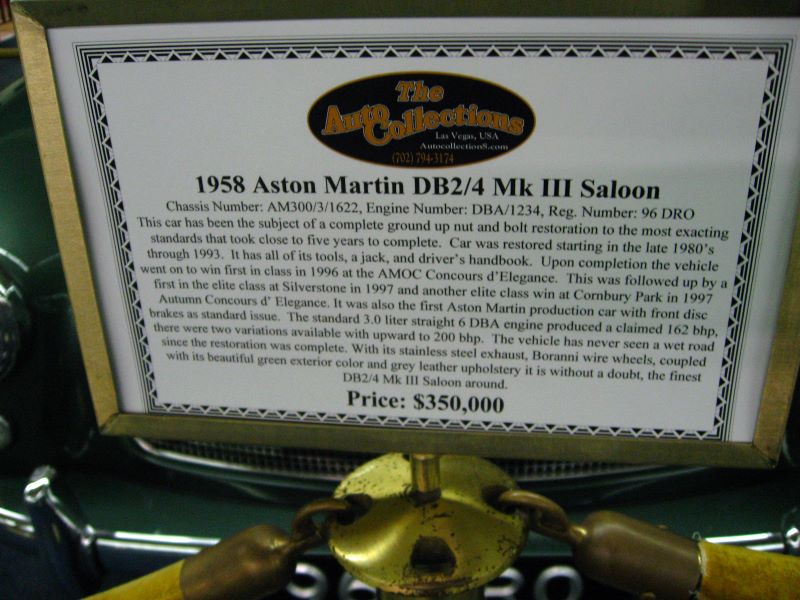 The
Auto
Collections
Las Vegas, USA
AutocollectionS.com
(702) 794-3174
1958 Aston Martin DB2/4 Mk III Saloon
Chassis Number: AM300/3/1622, Engine Number: DBA/1234, Reg. Number: 96 DRO
This car has been the subject of a complete ground up nut and bolt restoration to the most exacting
standards that took close to five years to complete. Car was restored starting in the late 1980's
through 1993. It has all of its tools, a jack, and driver's handbook. Upon completion the vehicle
went on to win first in class in 1996 at the AMOC Concours d'Elegance. This was followed up by a
first in the elite class at Silverstone in 1997 and another elite class win at Cornbury Park in 1997
Autumn Concours d' Elegance. It was also the first Aston Martin production car with front disc
brakes as standard issue. The standard 3.0 liter straight 6 DBA engine produced a claimed 162 bhp,
there were two variations available with upward to 200 bhp. The vehicle has never seen a wet road
since the restoration was complete. With its stainless steel exhaust, Boranni wire wheels, coupled
with its beautiful green exterior color and grey leather upholstery it is without a doubt, the finest
DB2/4 Mk III Saloon around.
Price: $350,000